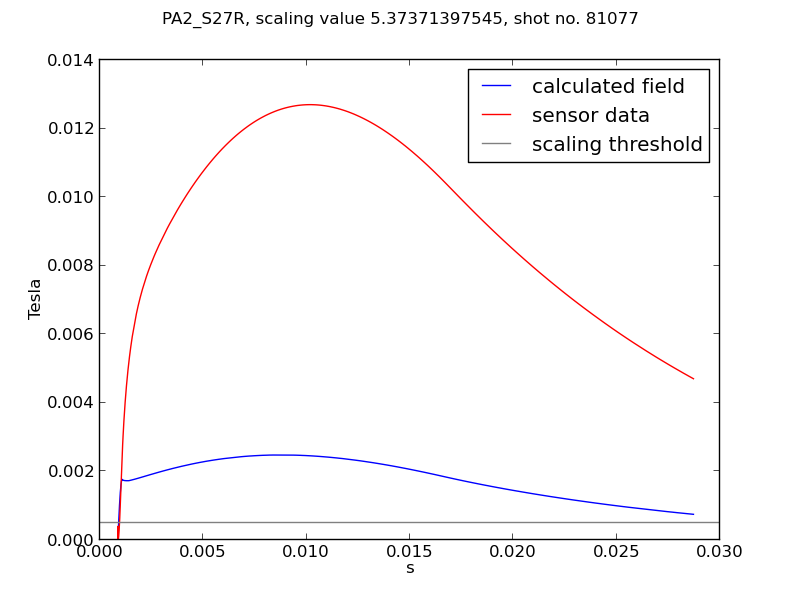 PA2_S27R, scaling value 5.37371397545, shot no. 81077
calculated field
sensor data
scaling threshold
Tesla
0.014
0.012
0.010
0.008
0.006
0.004
0.002
0.000
0.000 0.005 0.010 0.015 0.020 0.025 0.030
s